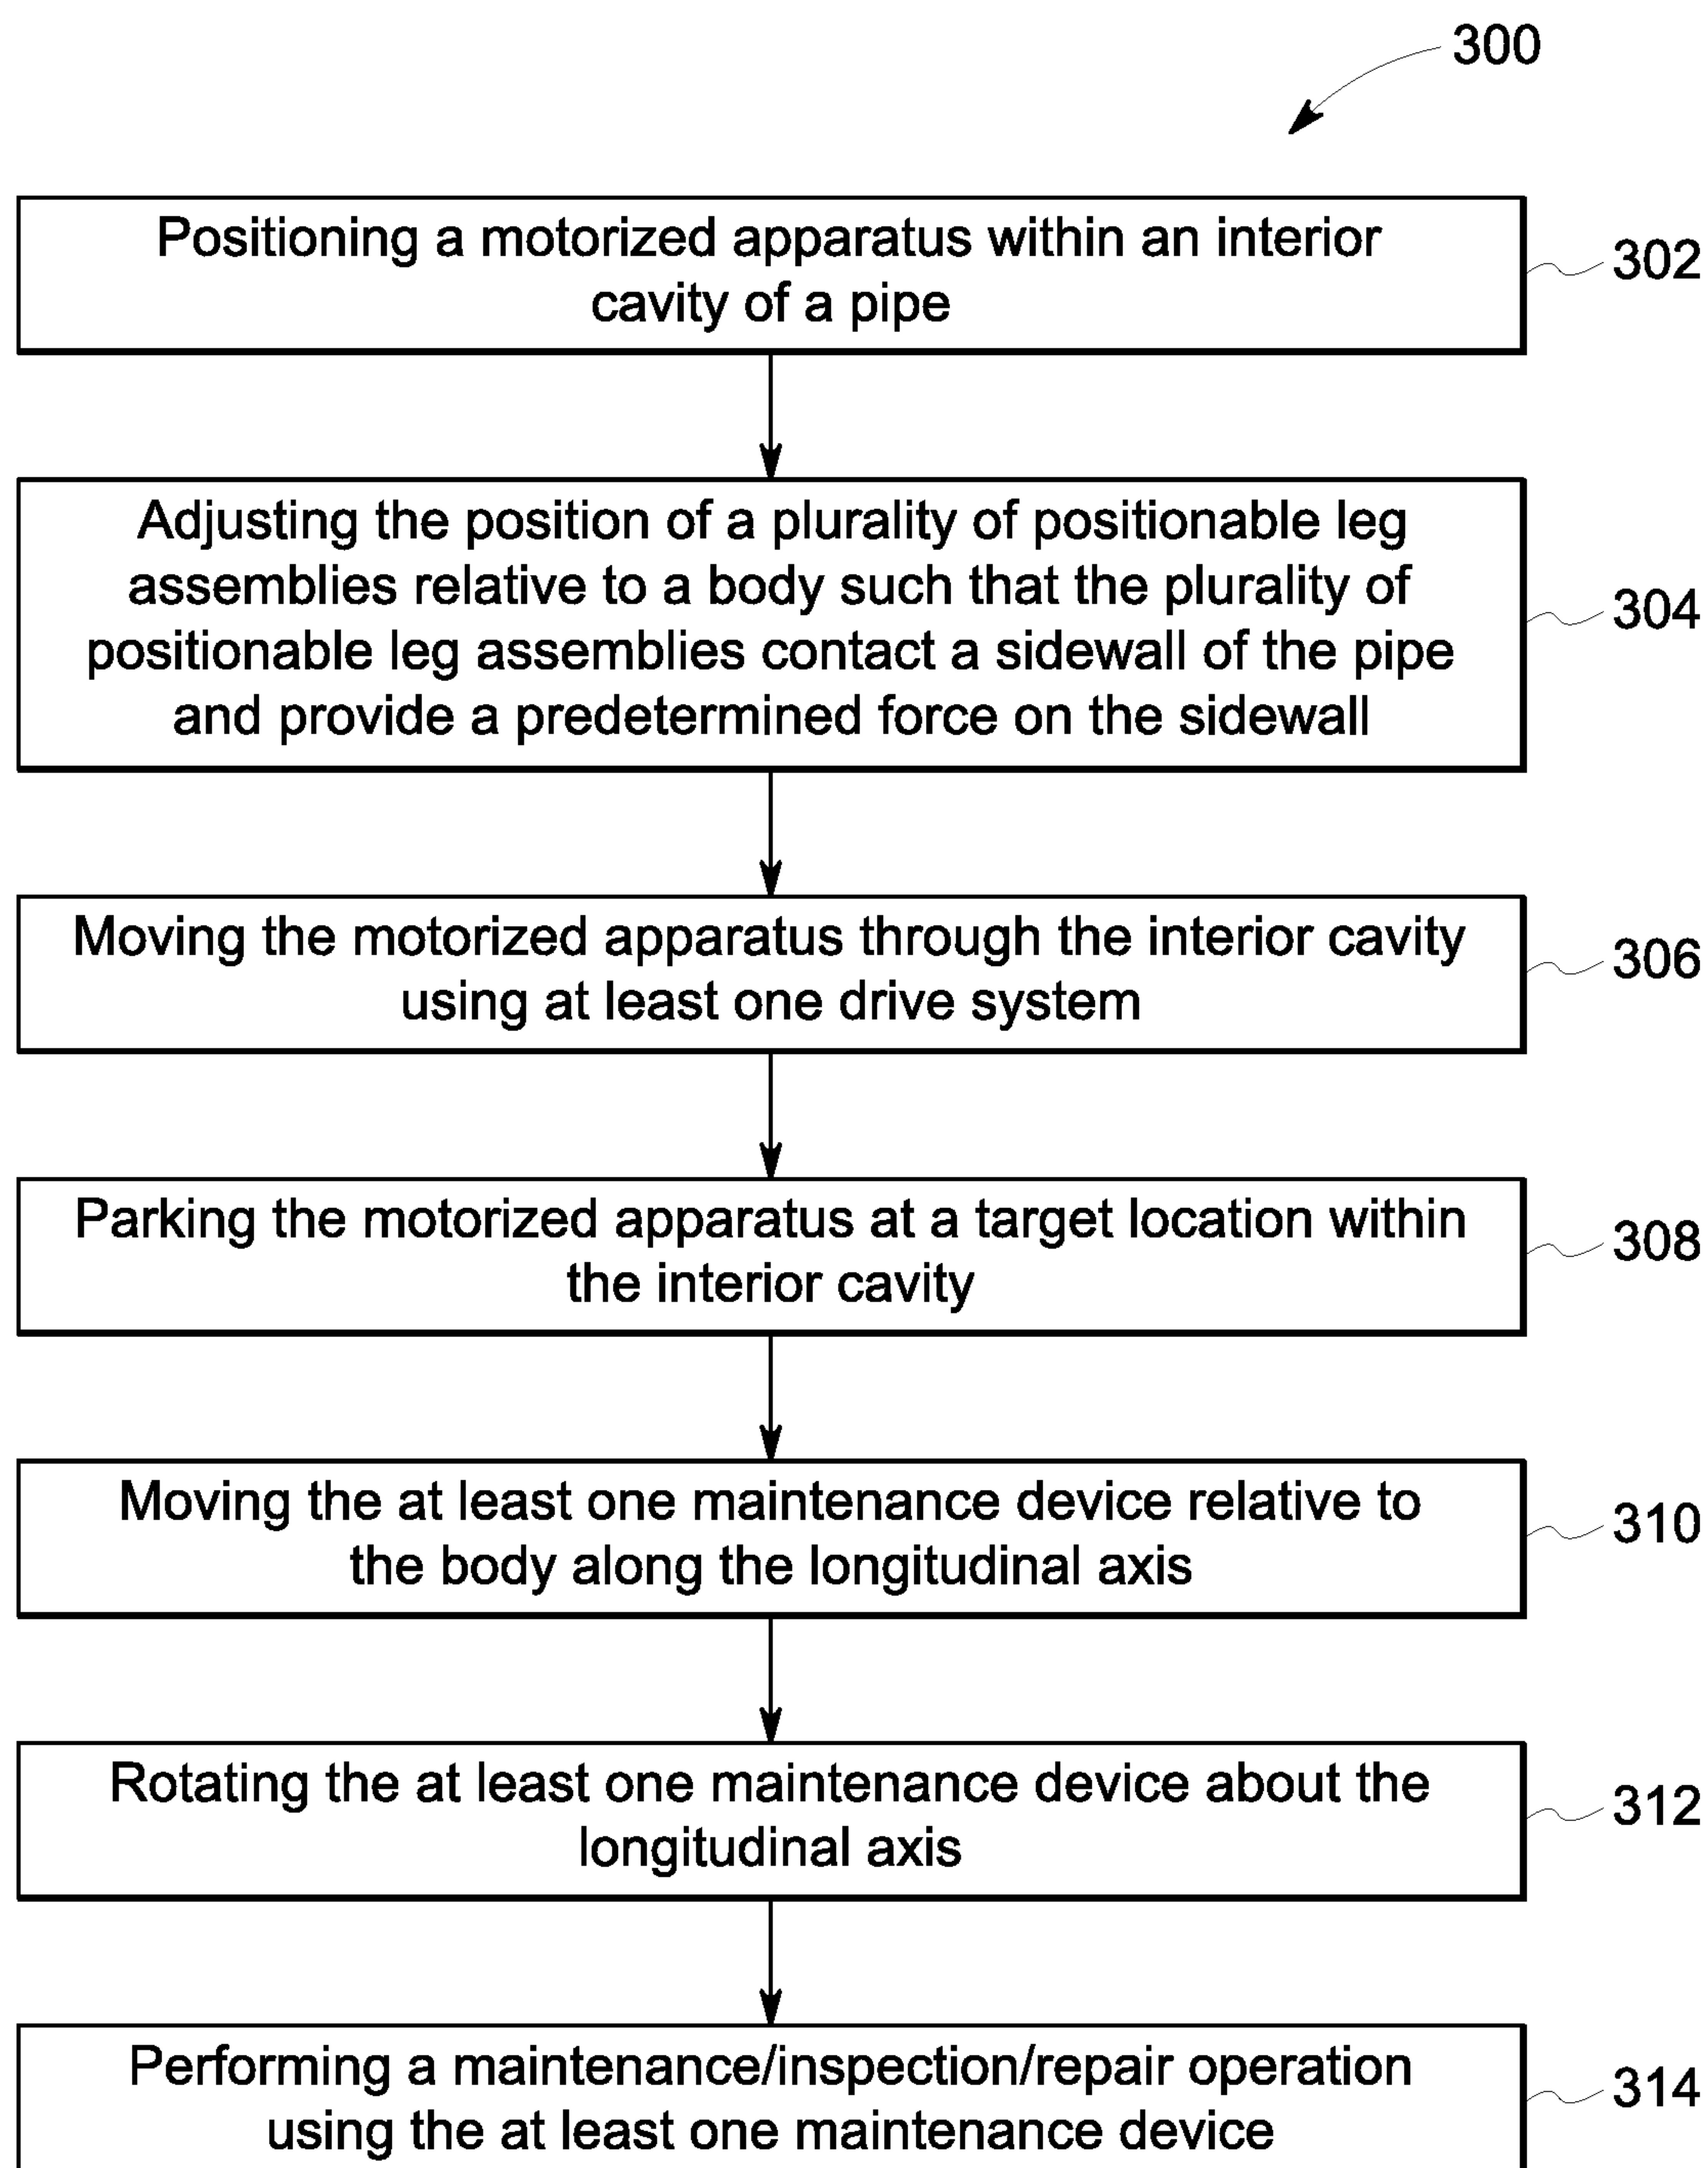 300
Positioning a motorized apparatus within an interior
cavity of a pipe
302
Adjusting the position of a plurality of positionable leg
assemblies relative to a body such that the plurality of
positionable leg assemblies contact a sidewall of the pipe
and provide a predetermined force on the sidewall
304
Moving the motorized apparatus through the interior cavity
using at least one drive system
306
Parking the motorized apparatus at a target location within
the interior cavity
308
Moving the at least one maintenance device relative to
the body along the longitudinal axis
310
Rotating the at least one maintenance device about the
longitudinal axis
312
Performing a maintenance/inspection/repair operation
using the at least one maintenance device
314